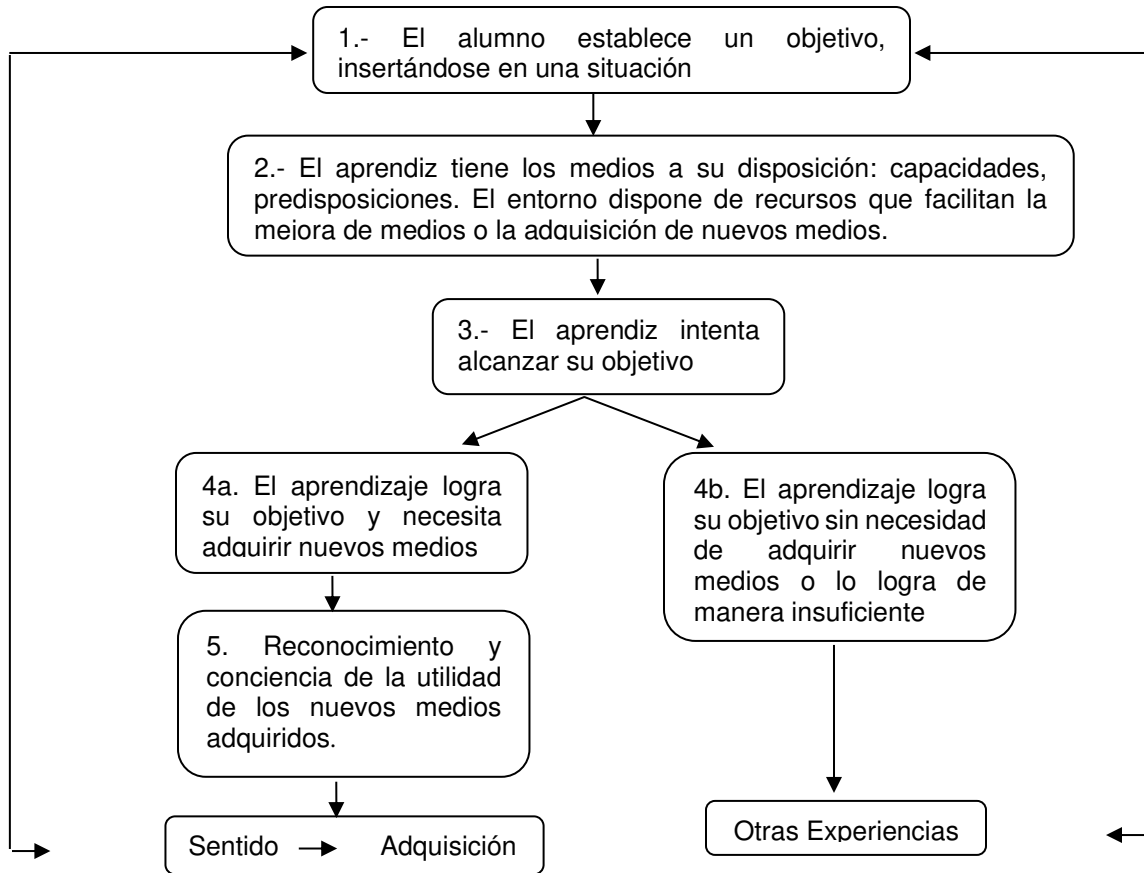 1.- El alumno establece un objetivo,
insertándose en una situación
2.- El aprendiz tiene los medios a su disposición: capacidades,
predisposiciones. El entorno dispone de recursos que facilitan la
mejora de medios o la adquisición de nuevos medios.
3.- El aprendiz intenta
alcanzar su objetivo
4a. El aprendizaje logra
su objetivo y necesita
adquirir nuevos medios
4b. El aprendizaje logra
su objetivo sin necesidad
de adquirir nuevos
medios o lo logra de
manera insuficiente
5. Reconocimiento y
conciencia de la utilidad
de los nuevos medios
adquiridos.
Sentido → Adquisición
Otras Experiencias